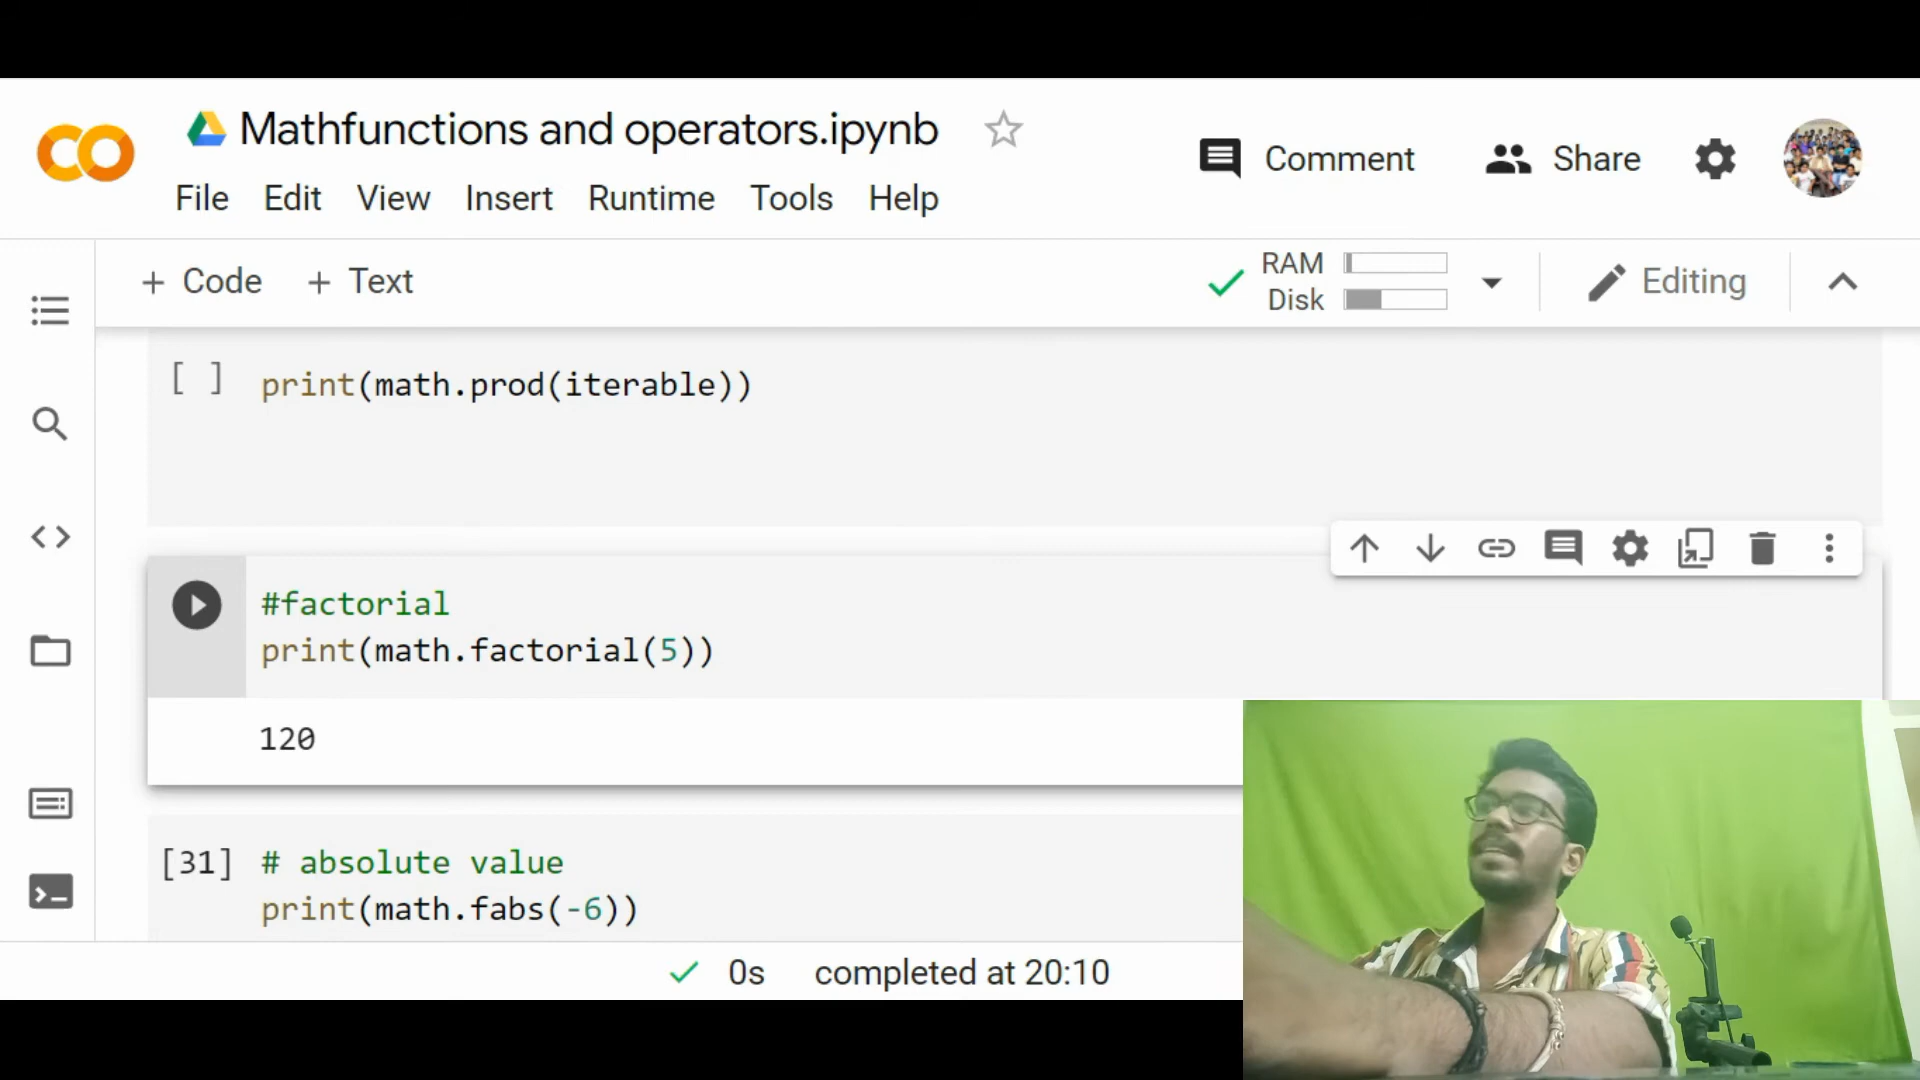 Mathfunctions and operators.ipynb
File Edit View Insert Runtime Tools Help
Comment
Share
+ Code + Text
RAM
Disk
Editing
[ ] print(math.prod(iterable))
#factorial
print(math.factorial(5))
120
[31] # absolute value
print(math.fabs(-6))
0s completed at 20:10